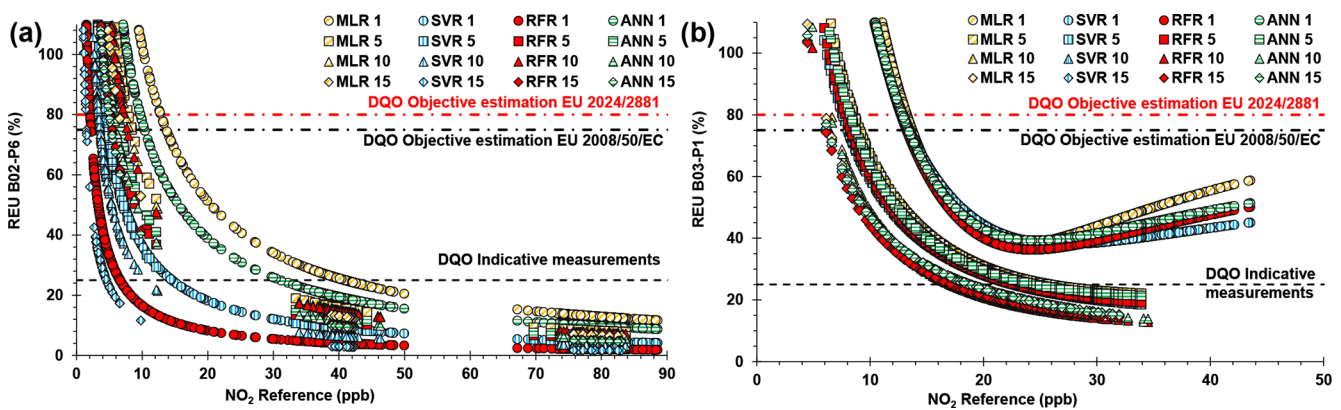 (a)
MLR 1 SVR 1 RFR 1 ANN 1
MLR 5 SVR 5 RFR 5 ANN 5
MLR 10 SVR 10 RFR 10 ANN 10
MLR 15 SVR 15 RFR 15 ANN 15
DQO Objective estimation EU 2024/2881
DQO Objective estimation EU 2008/50/EC
DQO Indicative measurements
REU B02-P6 (%)
100
80
60
40
20
0
0 10 20 30 40 50 60 70 80 90
NO₂ Reference (ppb)
(b)
MLR 1 SVR 1 RFR 1 ANN 1
MLR 5 SVR 5 RFR 5 ANN 5
MLR 10 SVR 10 RFR 10 ANN 10
MLR 15 SVR 15 RFR 15 ANN 15
DQO Objective estimation EU 2024/2881
DQO Objective estimation EU 2008/50/EC
DQO Indicative
measurements
REU B03-P1 (%)
100
80
60
40
20
0
0 10 20 30 40 50
NO₂ Reference (ppb)